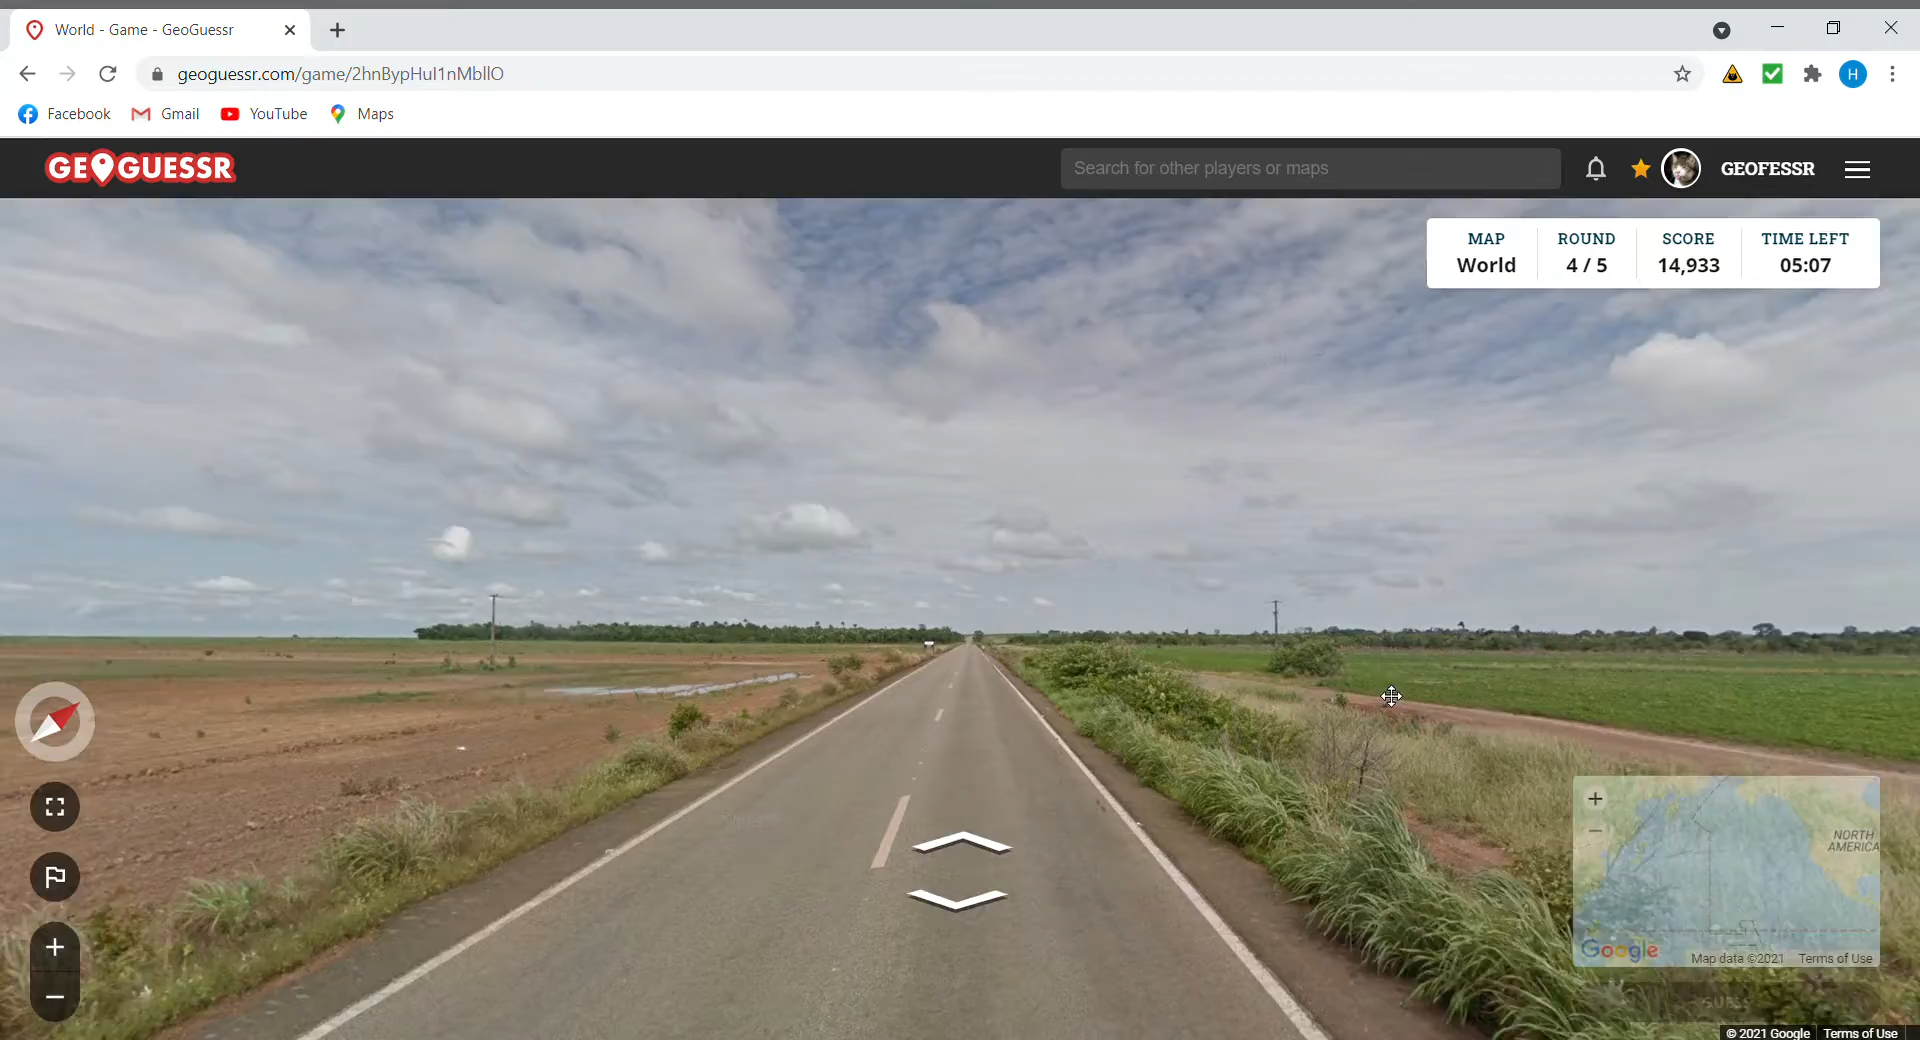 World - Game - GeoGuessr
geoguessr.com/game/2hnBypHuI1nMbllO
H
Facebook
Gmail
YouTube
Maps
GEOGUESSR
Search for other players or maps
GEOFESSR
MAP
ROUND
SCORE
TIME LEFT
World
4 / 5
14,933
05:07
NORTH
AMERICA
Google
Map data ©2021
Terms of Use
GUESS
© 2021 Google
Terms of Use